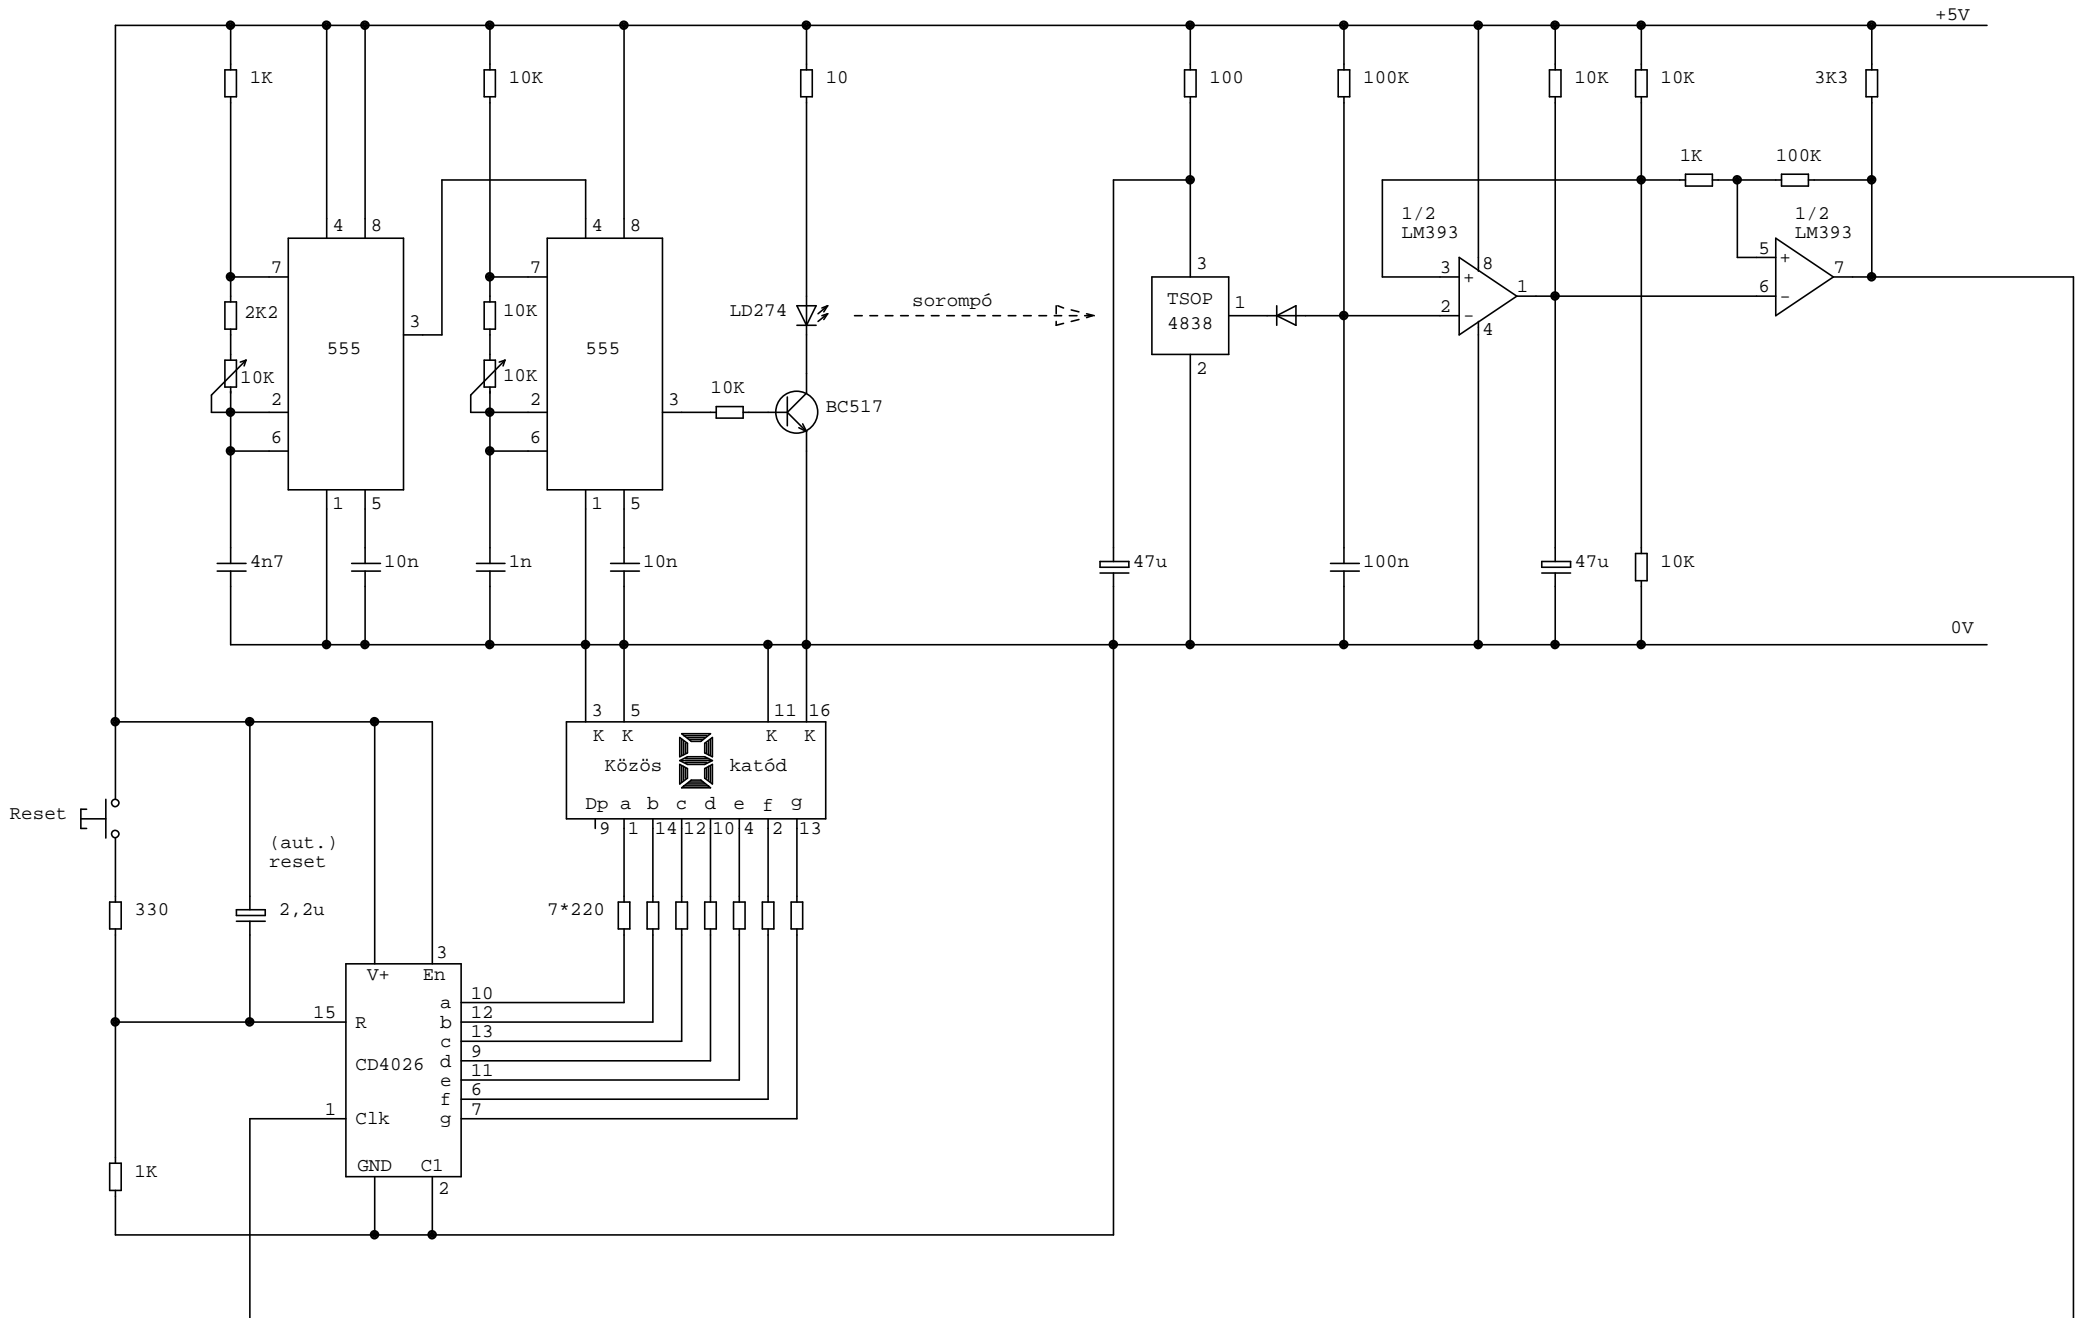 +5V
1K
10K
10
100
100K
10K
10K
3K3
1K
100K
4
8
4
8
1/2
LM393
1/2
LM393
7
2K2
10K
2
6
3
555
1
5
7
10K
10K
2
6
555
3
1
5
10K
LD274
BC517
sorompó
3
TSOP
4838
1
2
3
+
2
−
8
4
1
5
+
6
−
7
4n7
10n
1n
10n
47u
100n
47u
10K
0V
3
5
11
16
K
K
K
K
Közös
katód
Dp
a
b
c
d
e
f
g
9
1
14
12
10
4
2
13
Reset
(aut.)
reset
330
2,2u
7*220
3
V+
En
15
R
CD4026
1
Clk
a
b
c
d
e
f
g
10
12
13
9
11
6
7
GND
C1
2
1K